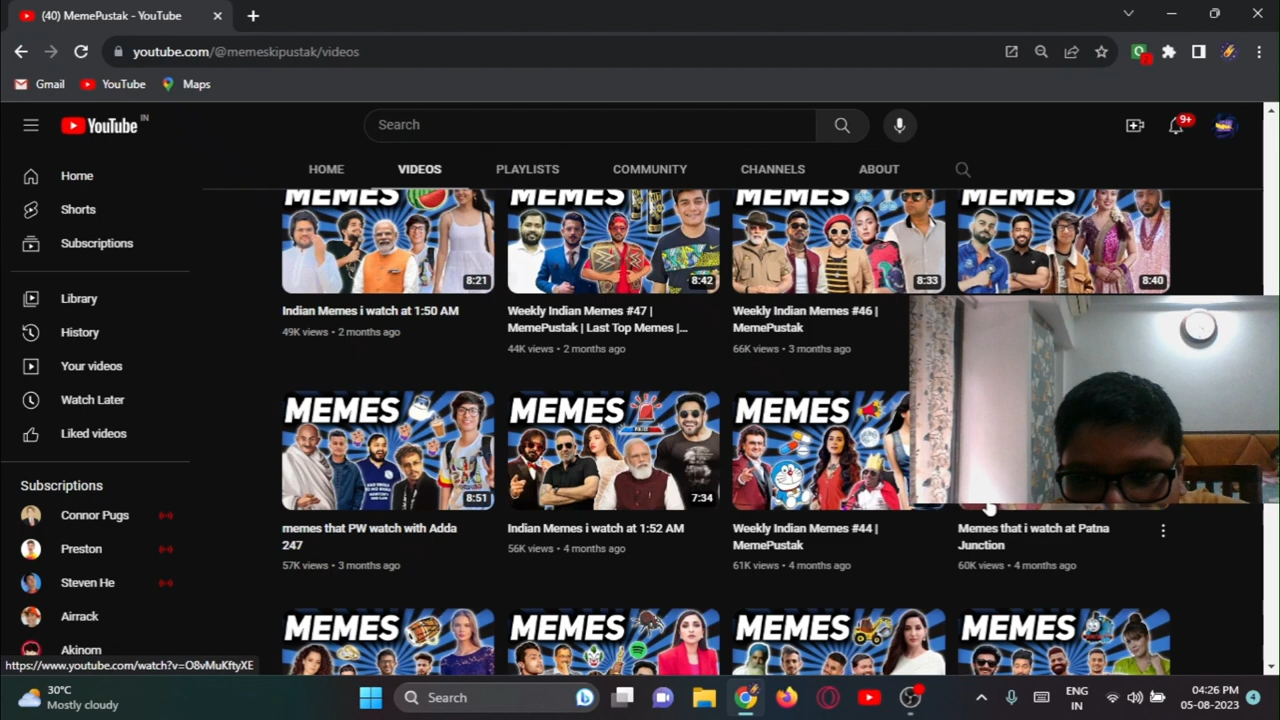 (40) MemePustak - YouTube
youtube.com/@memeskipustak/videos
Gmail
YouTube
Maps
YouTube IN
Search
9+
HOME
VIDEOS
PLAYLISTS
COMMUNITY
CHANNELS
ABOUT
Home
Shorts
Subscriptions
Library
History
Your videos
Watch Later
Liked videos
Subscriptions
Connor Pugs
Preston
Steven He
Airrack
Akinom
MEMES
8:21
Indian Memes i watch at 1:50 AM
49K views • 2 months ago
MEMES
8:42
Weekly Indian Memes #47 |
MemePustak | Last Top Memes |...
44K views • 2 months ago
MEMES
8:33
Weekly Indian Memes #46 |
MemePustak
66K views • 3 months ago
MEMES
8:40
MEMES
8:51
memes that PW watch with Adda
247
57K views • 3 months ago
MEMES
7:34
Indian Memes i watch at 1:52 AM
56K views • 4 months ago
MEMES
Weekly Indian Memes #44 |
MemePustak
61K views • 4 months ago
Memes that i watch at Patna
Junction
60K views • 4 months ago
MEMES
MEMES
MEMES
MEMES
https://www.youtube.com/watch?v=O8vMuKftyXE
30°C
Mostly cloudy
Search
ENG
IN
04:26 PM
05-08-2023
4